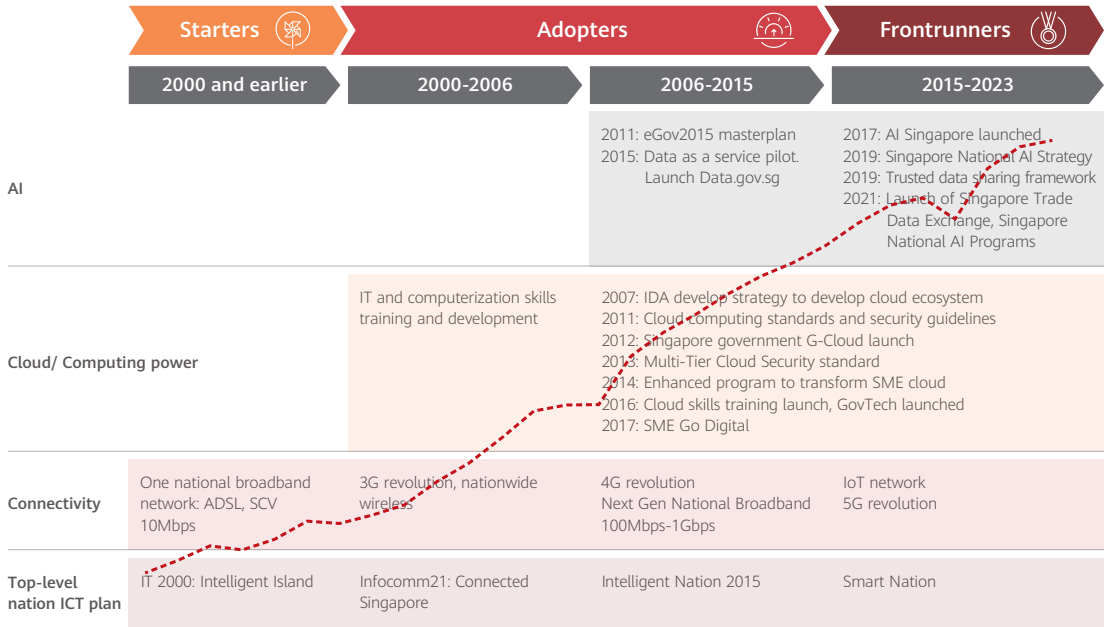 Starters
Adopters
Frontrunners
2000 and earlier
2000-2006
2006-2015
2015-2023
AI
2011: eGov2015 masterplan
2015: Data as a service pilot.
Launch Data.gov.sg
2017: AI Singapore launched
2019: Singapore National AI Strategy
2019: Trusted data sharing framework
2021: Launch of Singapore Trade
Data Exchange, Singapore
National AI Programs
Cloud/ Computing power
IT and computerization skills
training and development
2007: IDA develop strategy to develop cloud ecosystem
2011: Cloud computing standards and security guidelines
2012: Singapore government G-Cloud launch
2013: Multi-Tier Cloud Security standard
2014: Enhanced program to transform SME cloud
2016: Cloud skills training launch, GovTech launched
2017: SME Go Digital
Connectivity
One national broadband
network: ADSL, SCV
10Mbps
3G revolution, nationwide
wireless
4G revolution
Next Gen National Broadband
100Mbps-1Gbps
IoT network
5G revolution
Top-level
nation ICT plan
IT 2000: Intelligent Island
Infocomm21: Connected
Singapore
Intelligent Nation 2015
Smart Nation